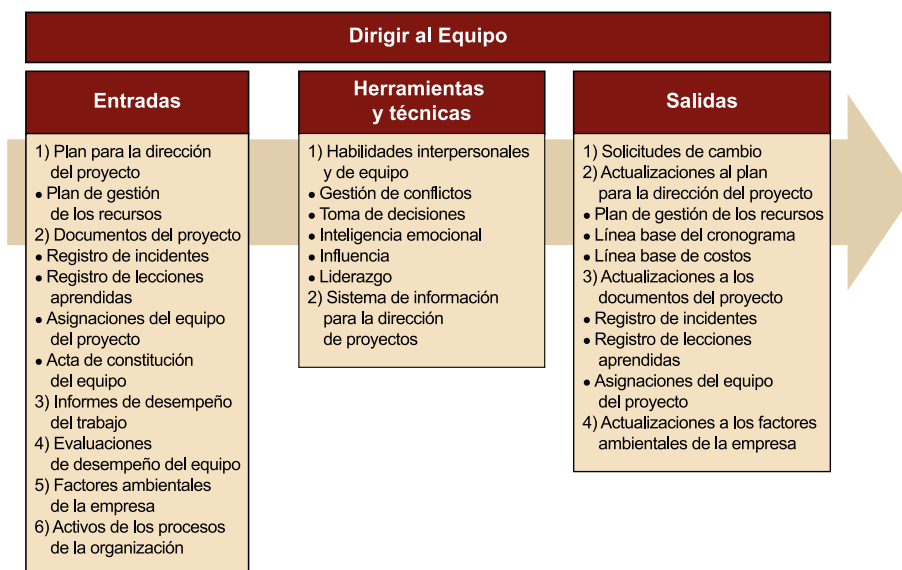 Dirigir al Equipo
Entradas
1) Plan para la dirección
del proyecto
• Plan de gestión
de los recursos
2) Documentos del proyecto
• Registro de incidentes
• Registro de lecciones
aprendidas
• Asignaciones del equipo
del proyecto
• Acta de constitución
del equipo
3) Informes de desempeño
del trabajo
4) Evaluaciones
de desempeño del equipo
5) Factores ambientales
de la empresa
6) Activos de los procesos
de la organización
Herramientas
y técnicas
1) Habilidades interpersonales
y de equipo
• Gestión de conflictos
• Toma de decisiones
• Inteligencia emocional
• Influencia
• Liderazgo
2) Sistema de información
para la dirección
de proyectos
Salidas
1) Solicitudes de cambio
2) Actualizaciones al plan
para la dirección del proyecto
• Plan de gestión de los recursos
• Línea base del cronograma
• Línea base de costos
3) Actualizaciones a los
documentos del proyecto
• Registro de incidentes
• Registro de lecciones
aprendidas
• Asignaciones del equipo
del proyecto
4) Actualizaciones a los factores
ambientales de la empresa